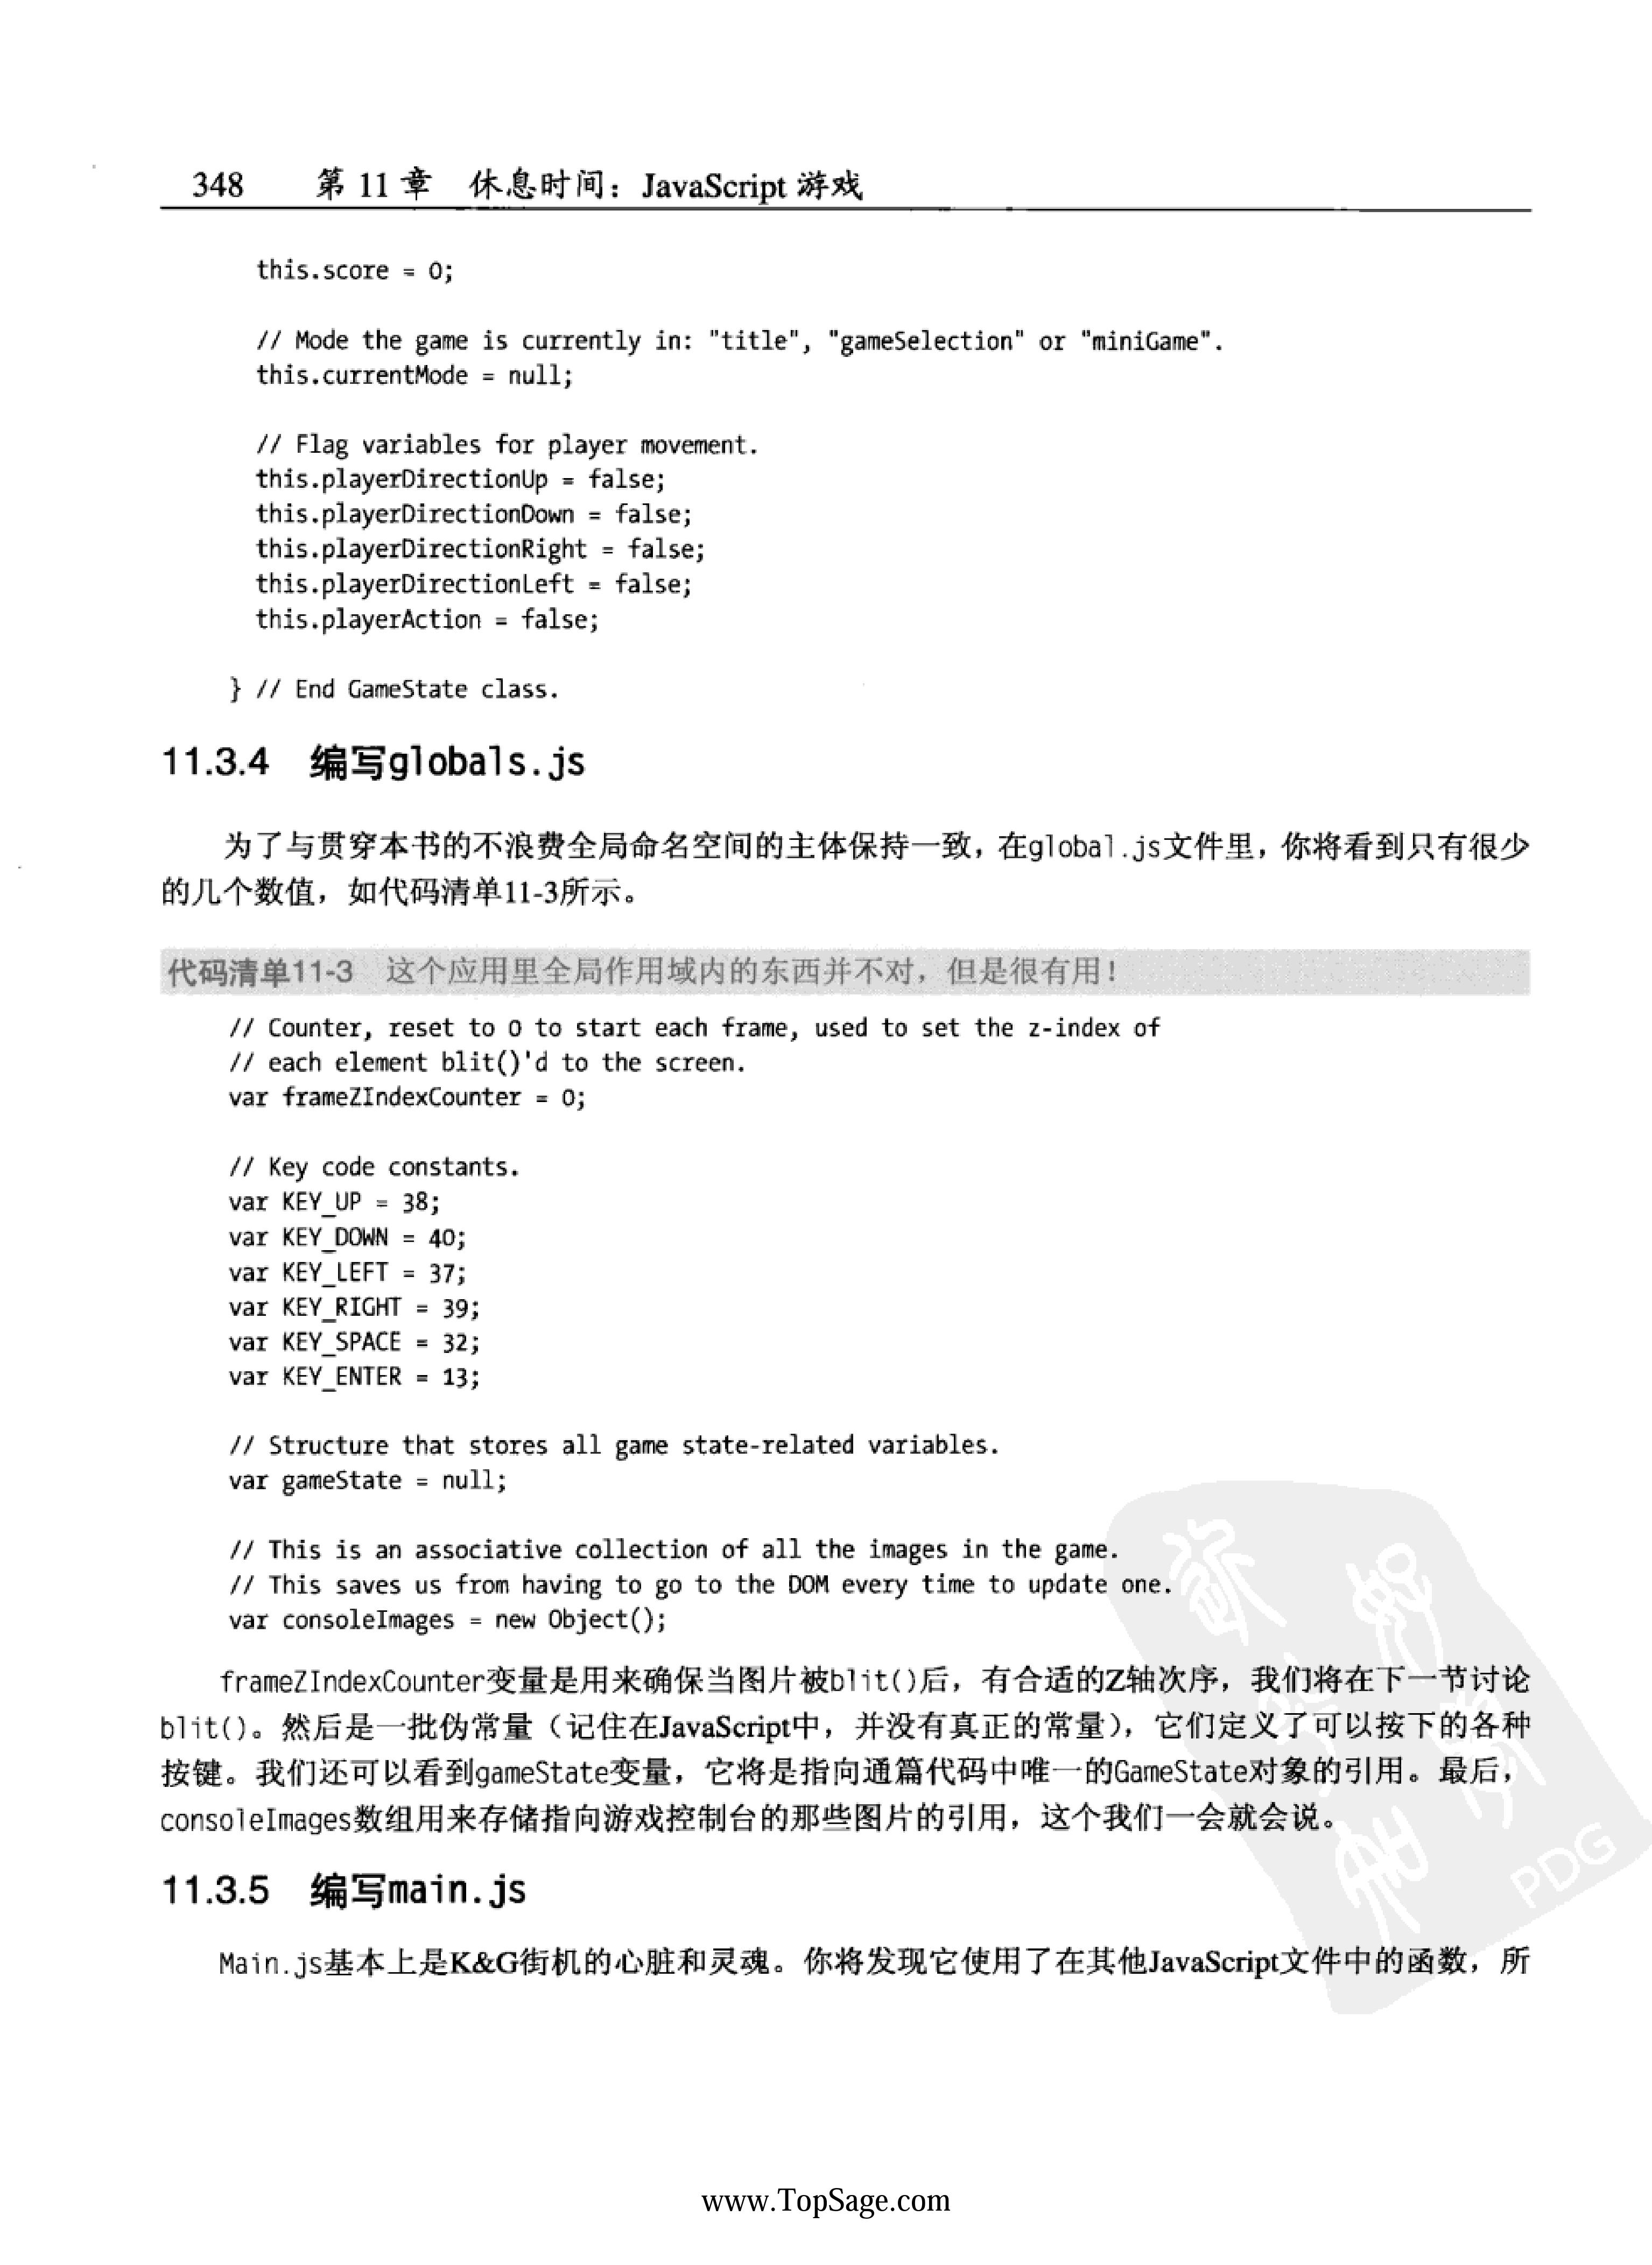 348 第 11 章 休息时间：JavaScript 游戏
this.score = 0;
// Mode the game is currently in: "title", "gameSelection" or "miniGame".
this.currentMode = null;
// Flag variables for player movement.
this.playerDirectionUp = false;
this.playerDirectionDown = false;
this.playerDirectionRight = false;
this.playerDirectionLeft = false;
this.playerAction = false;
} // End GameState class.
11.3.4 编写globals.js
为了与贯穿本书的不浪费全局命名空间的主体保持一致，在global.js文件里，你将看到只有很少
的几个数值，如代码清单11-3所示。
代码清单11-3 这个应用里全局作用域内的东西并不对，但是很有用！
// Counter, reset to 0 to start each frame, used to set the z-index of
// each element blit()'d to the screen.
var frameZIndexCounter = 0;
// Key code constants.
var KEY_UP = 38;
var KEY_DOWN = 40;
var KEY_LEFT = 37;
var KEY_RIGHT = 39;
var KEY_SPACE = 32;
var KEY_ENTER = 13;
// Structure that stores all game state-related variables.
var gameState = null;
// This is an associative collection of all the images in the game.
// This saves us from having to go to the DOM every time to update one.
var consoleImages = new Object();
frameZIndexCounter变量是用来确保当图片被blit()后，有合适的Z轴次序，我们将在下一节讨论
blit()。然后是一批伪常量（记住在JavaScript中，并没有真正的常量），它们定义了可以按下的各种
按键。我们还可以看到gameState变量，它将是指向通篇代码中唯一的GameState对象的引用。最后，
consoleImages数组用来存储指向游戏控制台的那些图片的引用，这个我们一会就会说。
11.3.5 编写main.js
Main.js基本上是K&G街机的心脏和灵魂。你将发现它使用了在其他JavaScript文件中的函数，所
PDG
www.TopSage.com